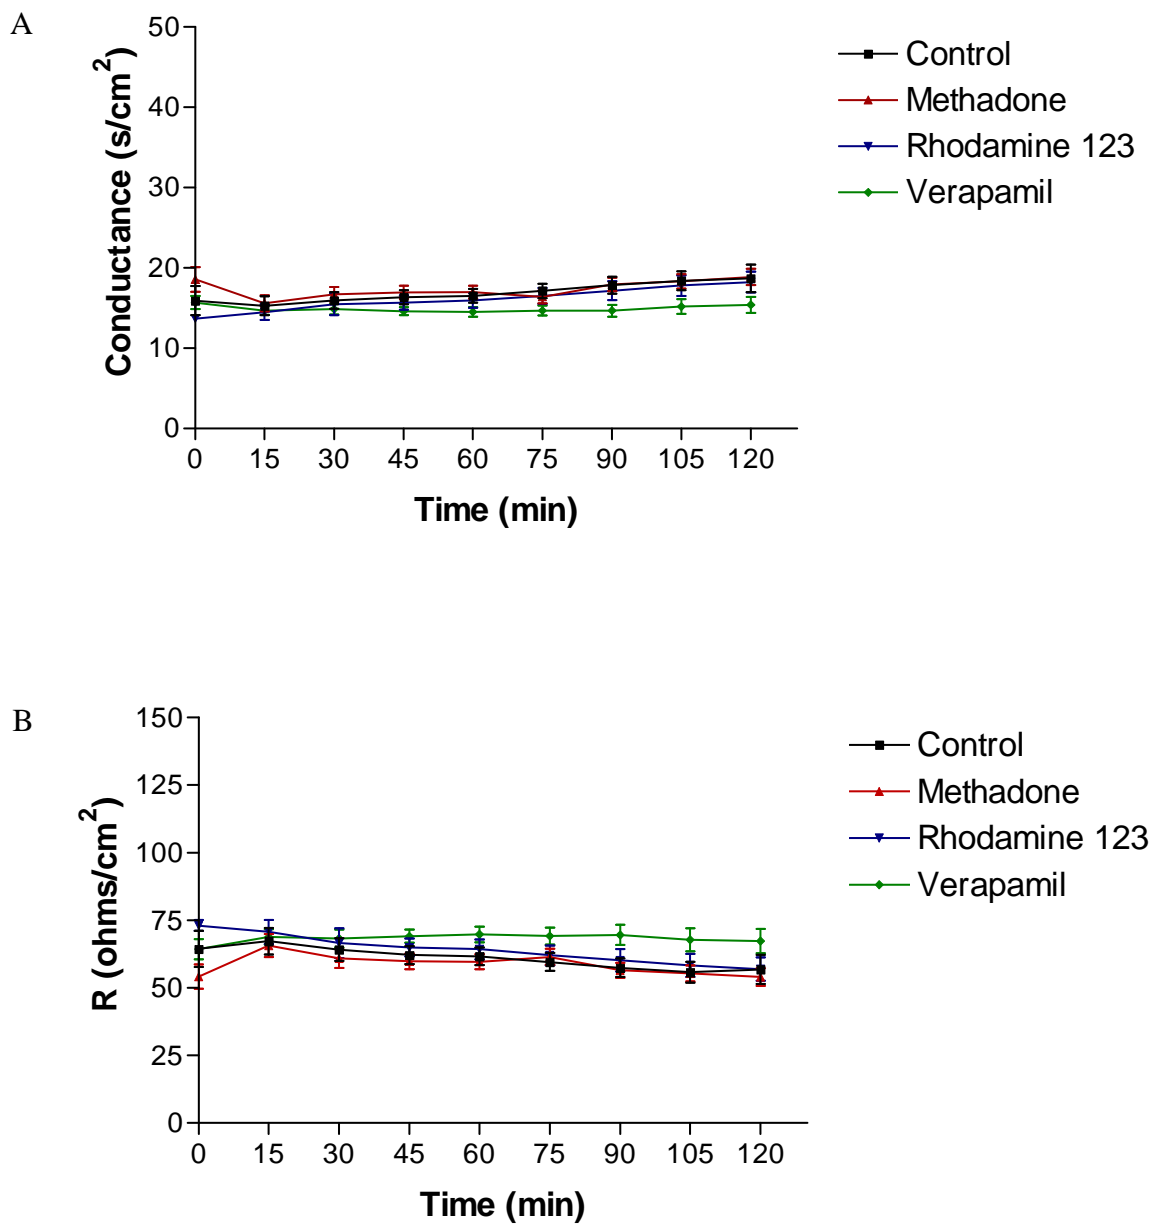 A
50
40
30
20
10
0
Conductance (s/cm²)
0 15 30 45 60 75 90 105 120
Time (min)
Control
Methadone
Rhodamine 123
Verapamil
B
150
125
100
75
50
25
0
R (ohms/cm²)
0 15 30 45 60 75 90 105 120
Time (min)
Control
Methadone
Rhodamine 123
Verapamil